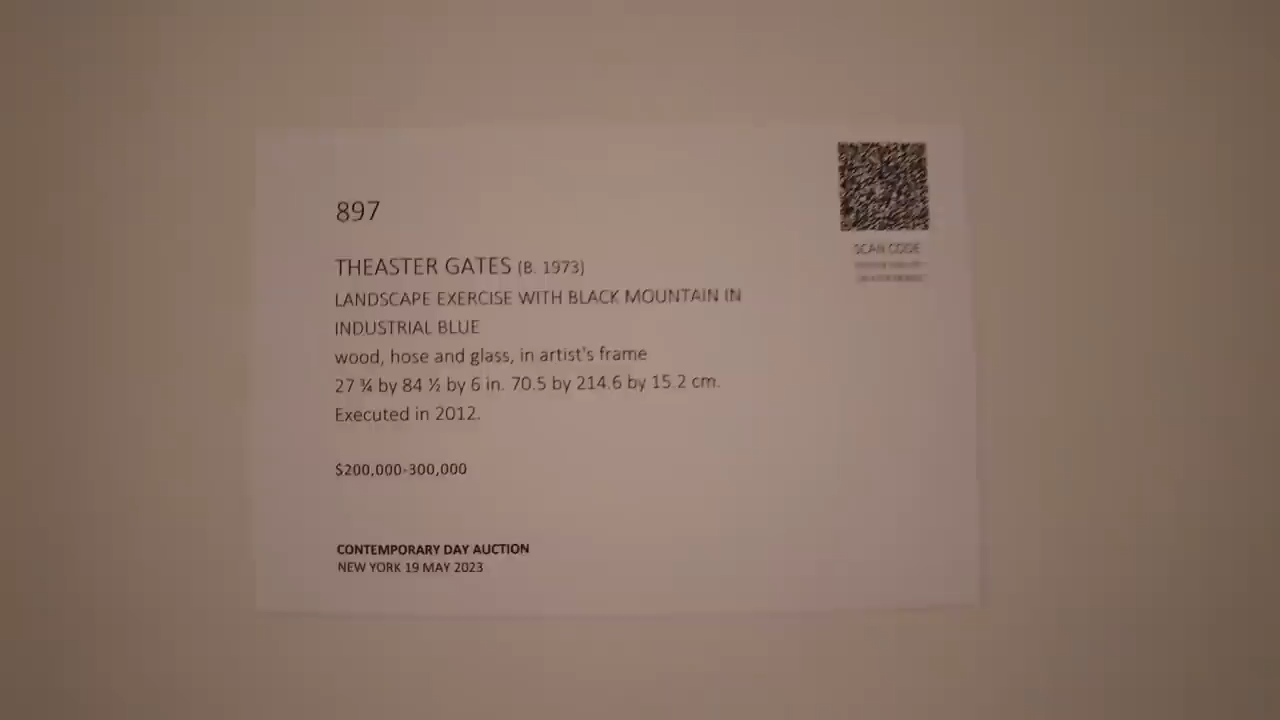 897
THEASTER GATES (B. 1973)
LANDSCAPE EXERCISE WITH BLACK MOUNTAIN IN
INDUSTRIAL BLUE
wood, hose and glass, in artist's frame
27 ¾ by 84 ½ by 6 in. 70.5 by 214.6 by 15.2 cm.
Executed in 2012.
$200,000-300,000
CONTEMPORARY DAY AUCTION
NEW YORK 19 MAY 2023
SCAN CODE